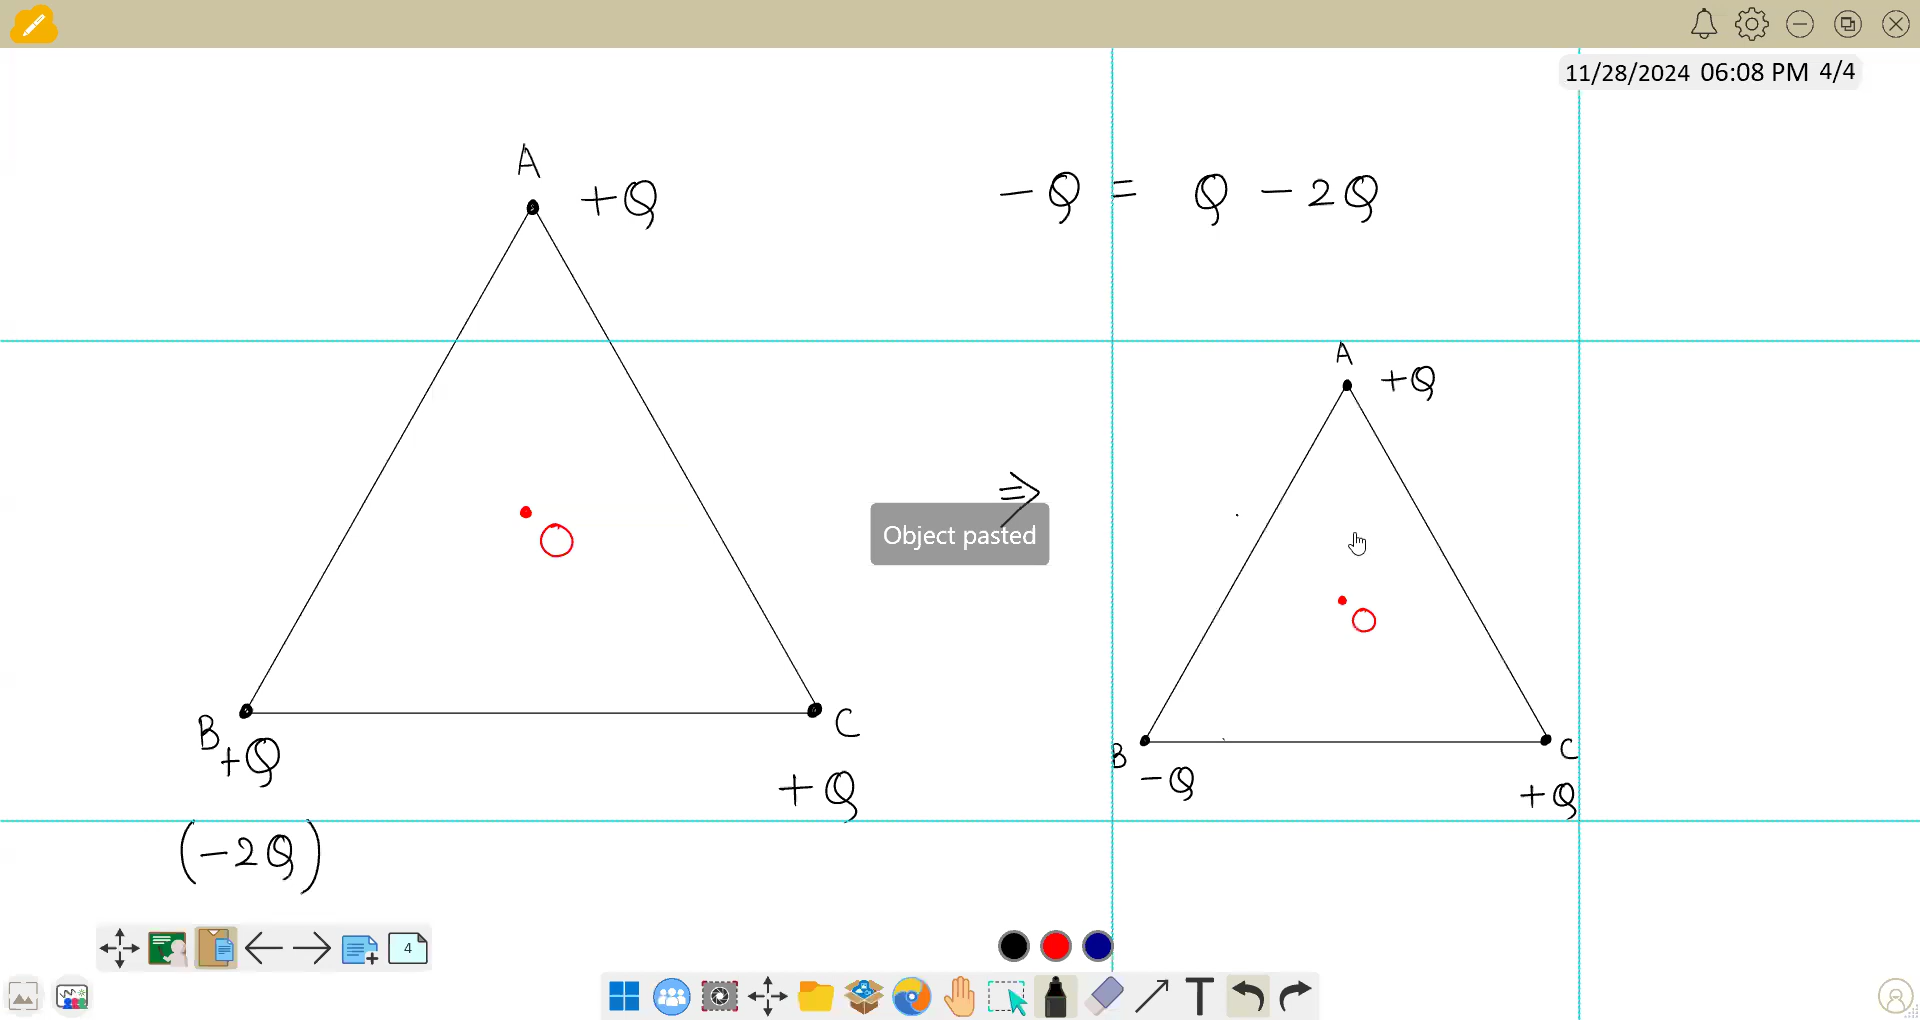 11/28/2024 06:08 PM 4/4
A
+Q
-Q = Q - 2Q
A
+Q
⇒
Object pasted
O
O
B
+Q
C
+Q
B
-Q
C
+Q
(-2Q)
4
T